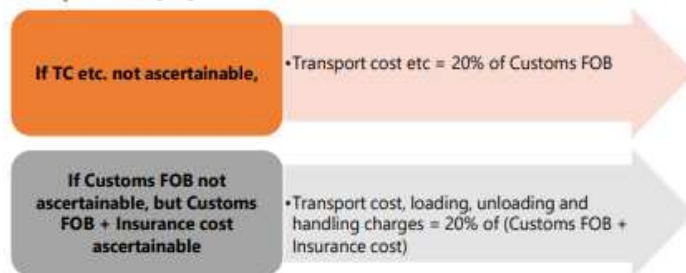 If TC etc. not ascertainable,
•Transport cost etc = 20% of Customs FOB
If Customs FOB not
ascertainable, but Customs
FOB + Insurance cost
ascertainable
•Transport cost, loading, unloading and
handling charges = 20% of (Customs FOB +
Insurance cost)